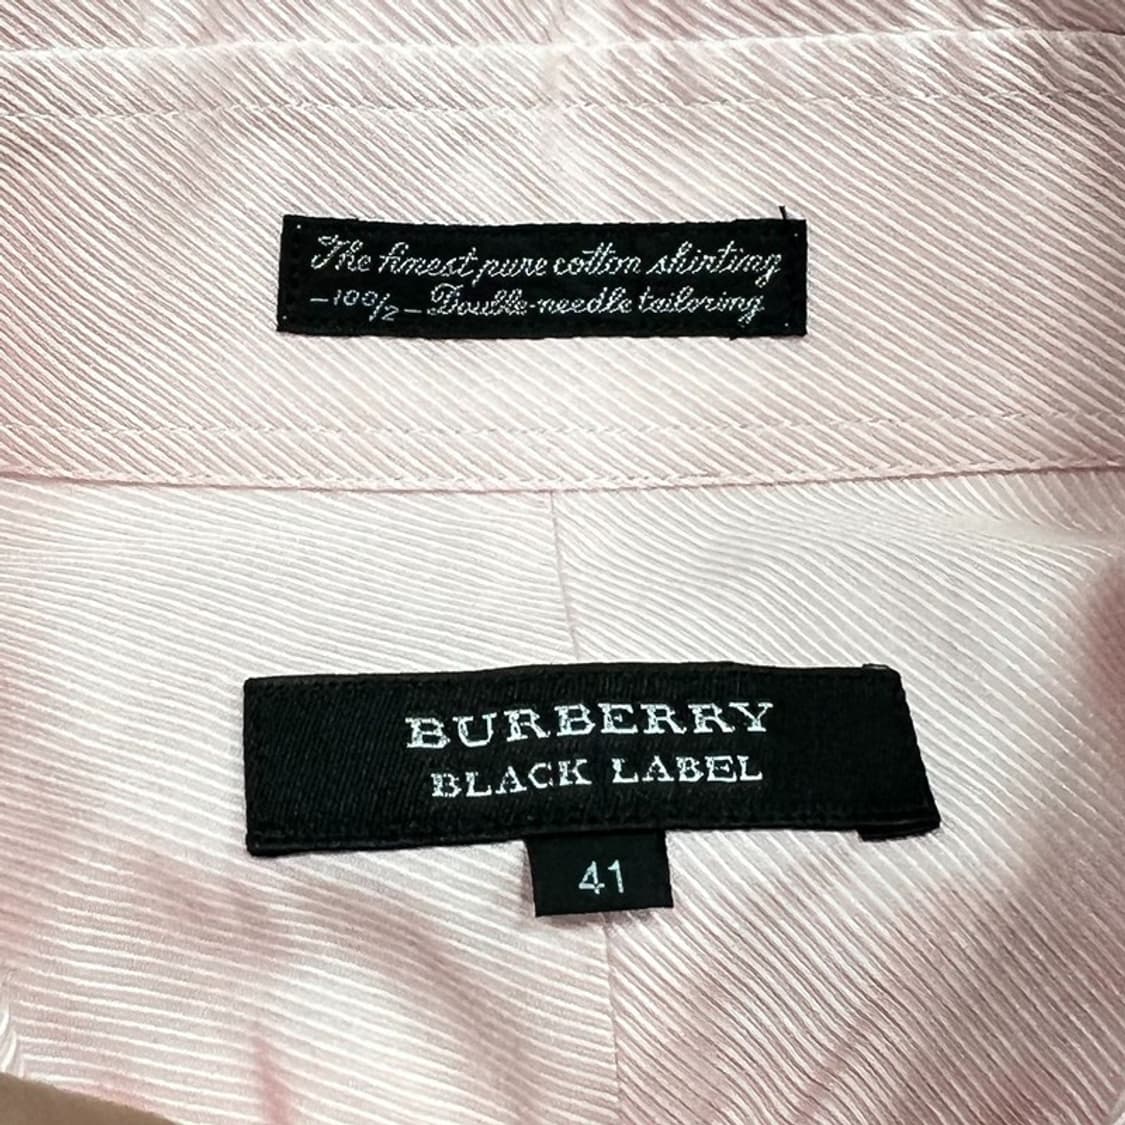 The finest pure cotton shirting
-100/2- Double-needle tailoring
BURBERRY
BLACK LABEL
41